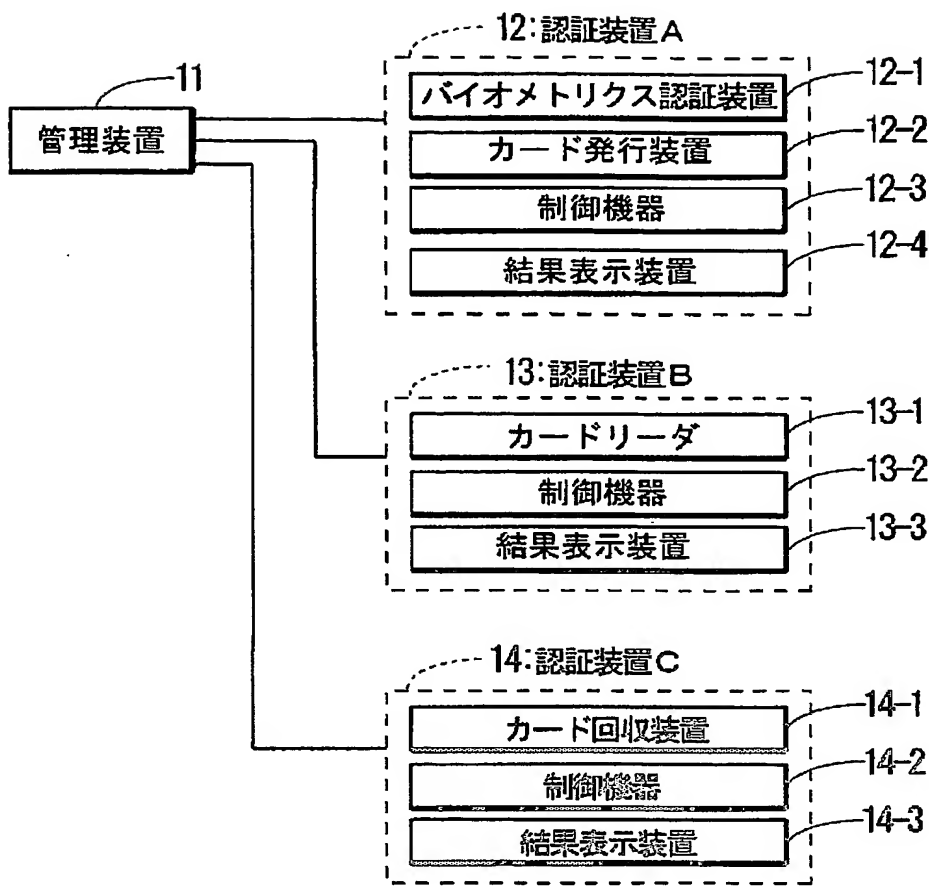 11
管理装置
12:認証装置A
バイオメトリクス認証装置
12-1
カード発行装置
12-2
制御機器
12-3
結果表示装置
12-4
13:認証装置B
カードリーダ
13-1
制御機器
13-2
結果表示装置
13-3
14:認証装置C
カード回収装置
14-1
制御機器
14-2
結果表示装置
14-3